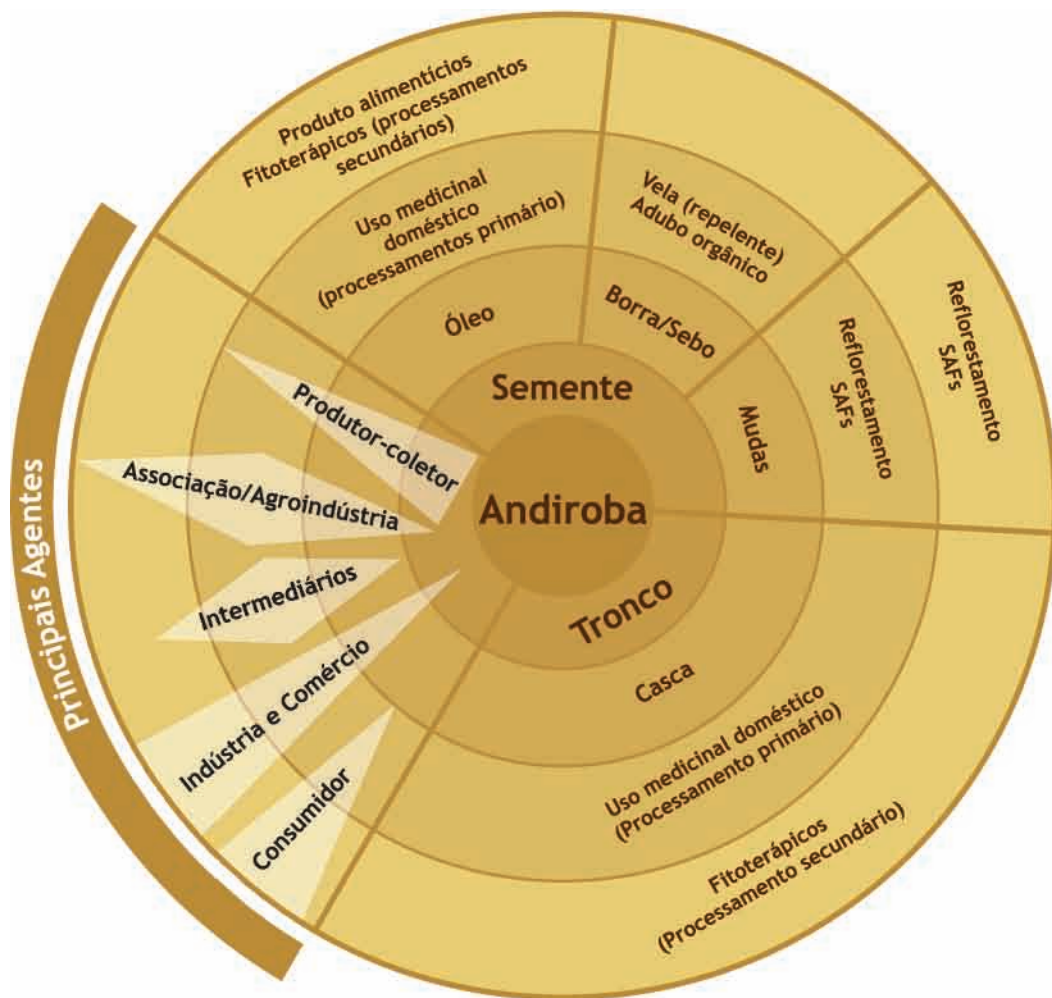 Produto alimentícios
Fitoterápicos (processamentos
secundários)
Uso medicinal
doméstico
(processamentos primário)
Óleo
Vela (repelente)
Adubo orgânico
Borra/Sebo
Reflorestamento
SAFs
Reflorestamento
SAFs
Mudas
Semente
Andiroba
Tronco
Casca
Uso medicinal doméstico
(Processamento primário)
Fitoterápicos
(Processamento secundário)
Principais Agentes
Produtor-coletor
Associação/Agroindústria
Intermediários
Indústria e Comércio
Consumidor